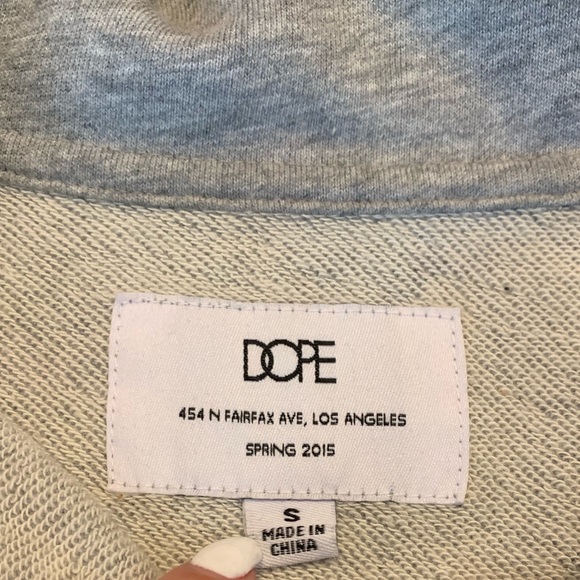 DOPE
454 N FAIRFAX AVE, LOS ANGELES
SPRING 2015
S
MADE IN
CHINA